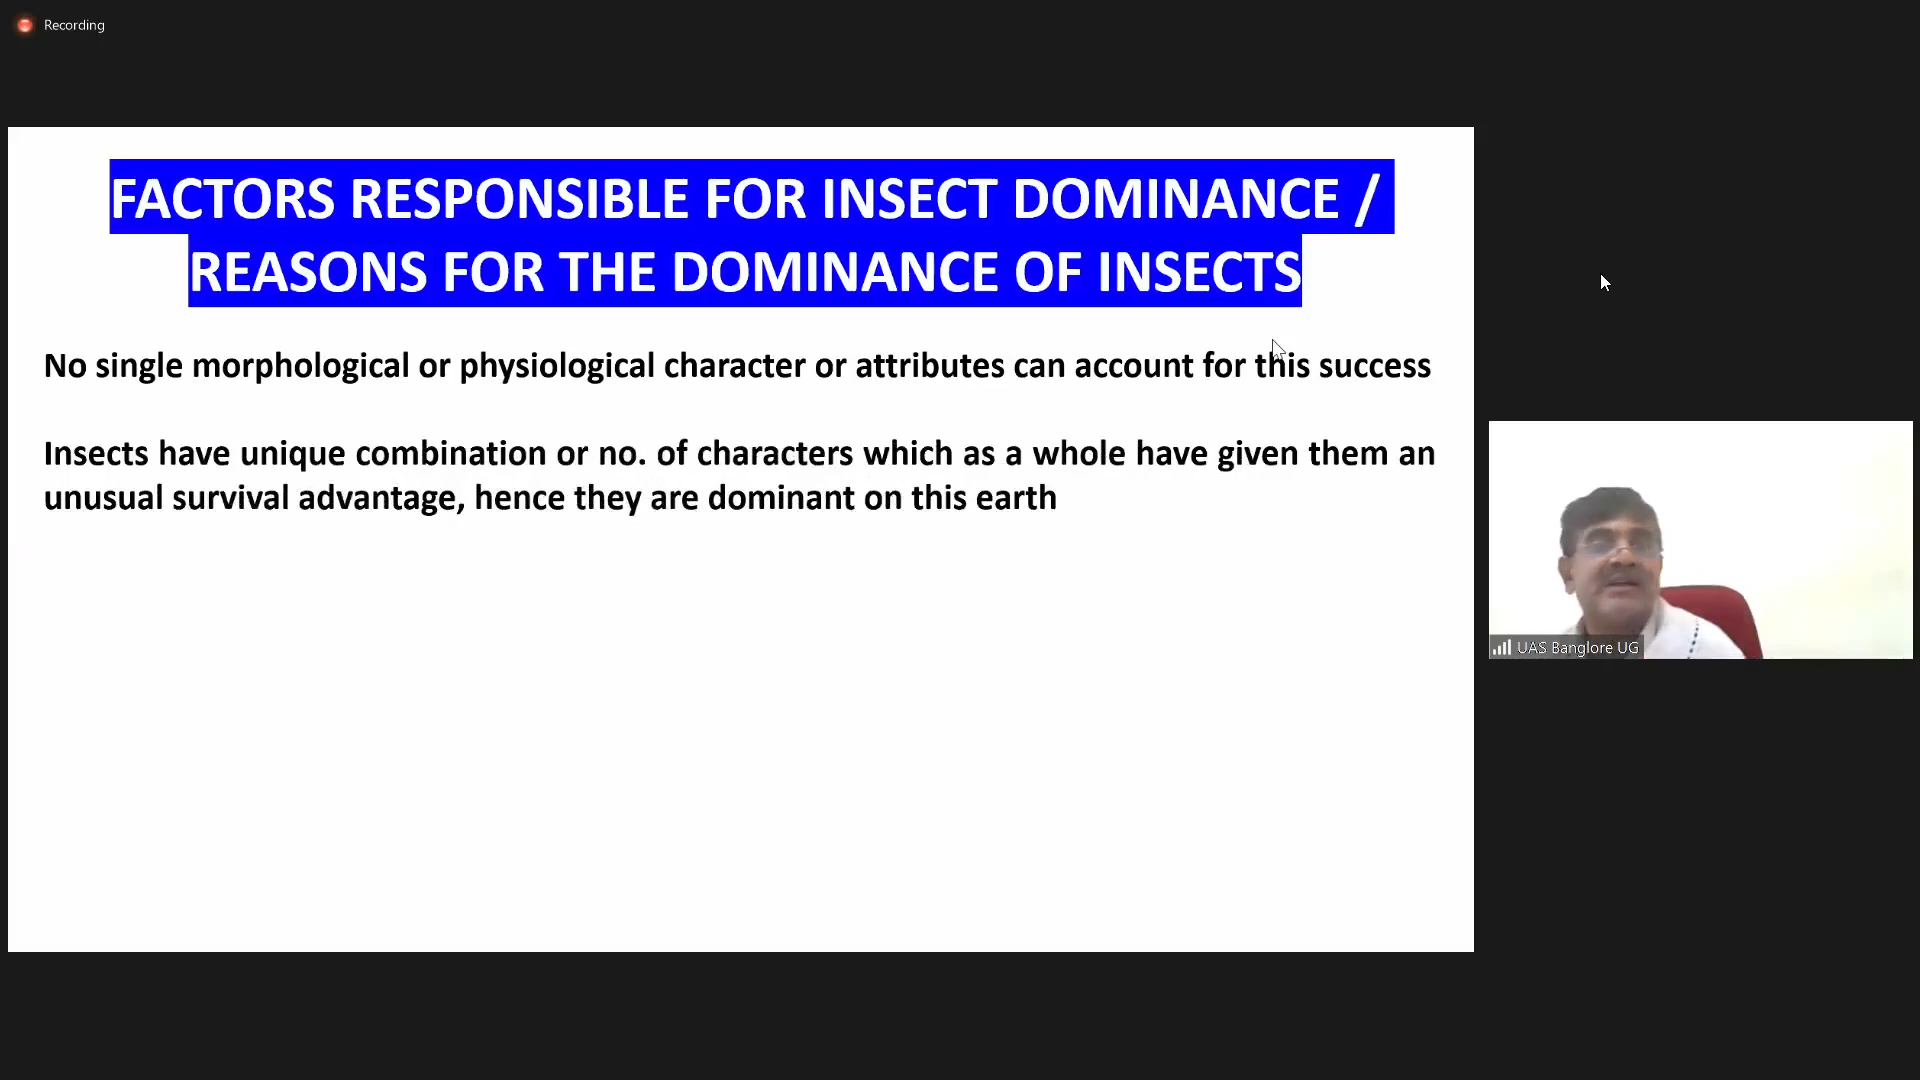 Recording
FACTORS RESPONSIBLE FOR INSECT DOMINANCE /
REASONS FOR THE DOMINANCE OF INSECTS
No single morphological or physiological character or attributes can account for this success
Insects have unique combination or no. of characters which as a whole have given them an
unusual survival advantage, hence they are dominant on this earth
UAS Banglore UG